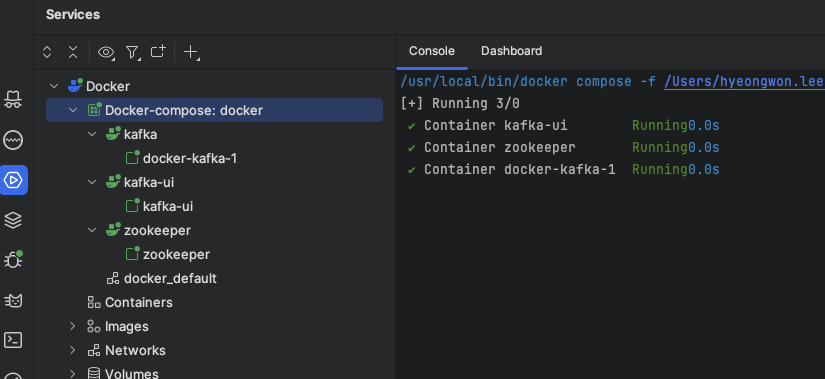 Services
Console Dashboard
Docker
Docker-compose: docker
kafka
docker-kafka-1
kafka-ui
kafka-ui
zookeeper
zookeeper
docker_default
Containers
Images
Networks
Volumes
/usr/local/bin/docker compose -f /Users/hyeongwon.lee
[+] Running 3/0
✔ Container kafka-ui Running0.0s
✔ Container zookeeper Running0.0s
✔ Container docker-kafka-1 Running0.0s